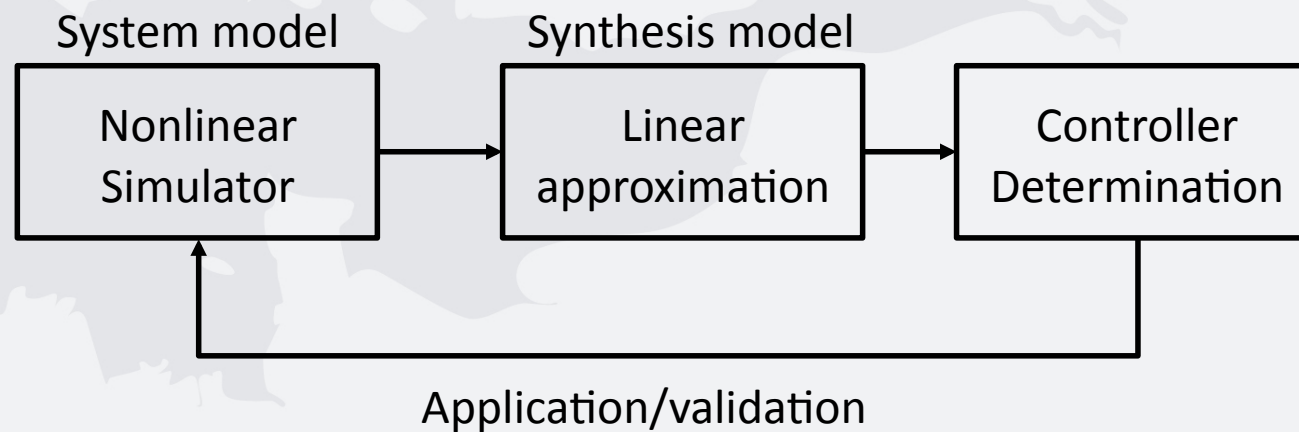 System model
Synthesis model
Nonlinear
Simulator
Linear
approximation
Controller
Determination
Application/validation